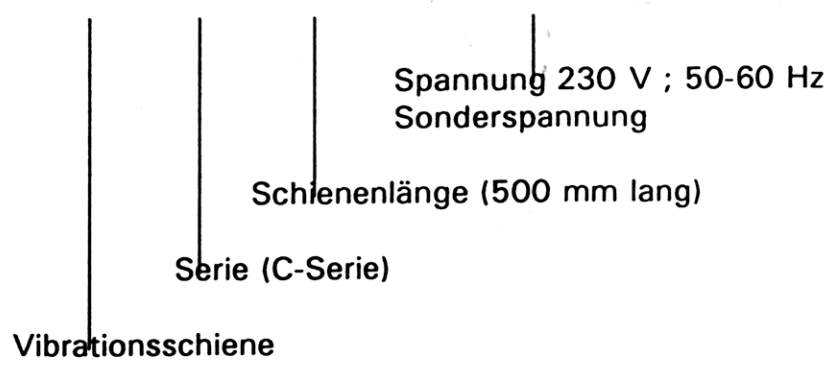 Spannung 230 V ; 50-60 Hz
Sonderspannung
Schienenlänge (500 mm lang)
Serie (C-Serie)
Vibrationsschiene